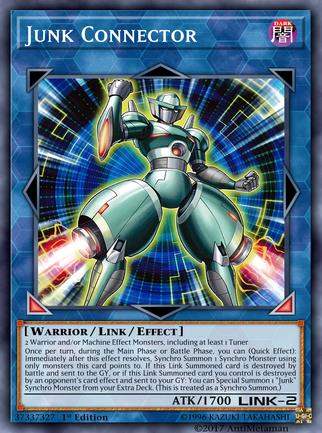 JUNK CONNECTOR
DARK
闇
[WARRIOR / LINK / EFFECT]
2 Warrior and/or Machine Effect Monsters, including at least 1 Tuner
Once per turn, during the Main Phase or Battle Phase, you can (Quick Effect):
Immediately after this effect resolves, Synchro Summon 1 Synchro Monster using
only monsters this card points to. If this Link Summoned card is destroyed by
battle and sent to the GY, or if this Link Summoned card you control is destroyed
by an opponent's card effect and sent to your GY: You can Special Summon 1 "Junk"
Synchro Monster from your Extra Deck. (This is treated as a Synchro Summon.)
ATK/1700 LINK-2
37337327 1st Edition ©1996 KAZUKI TAKAHASHI
©2017 AntiMetaman